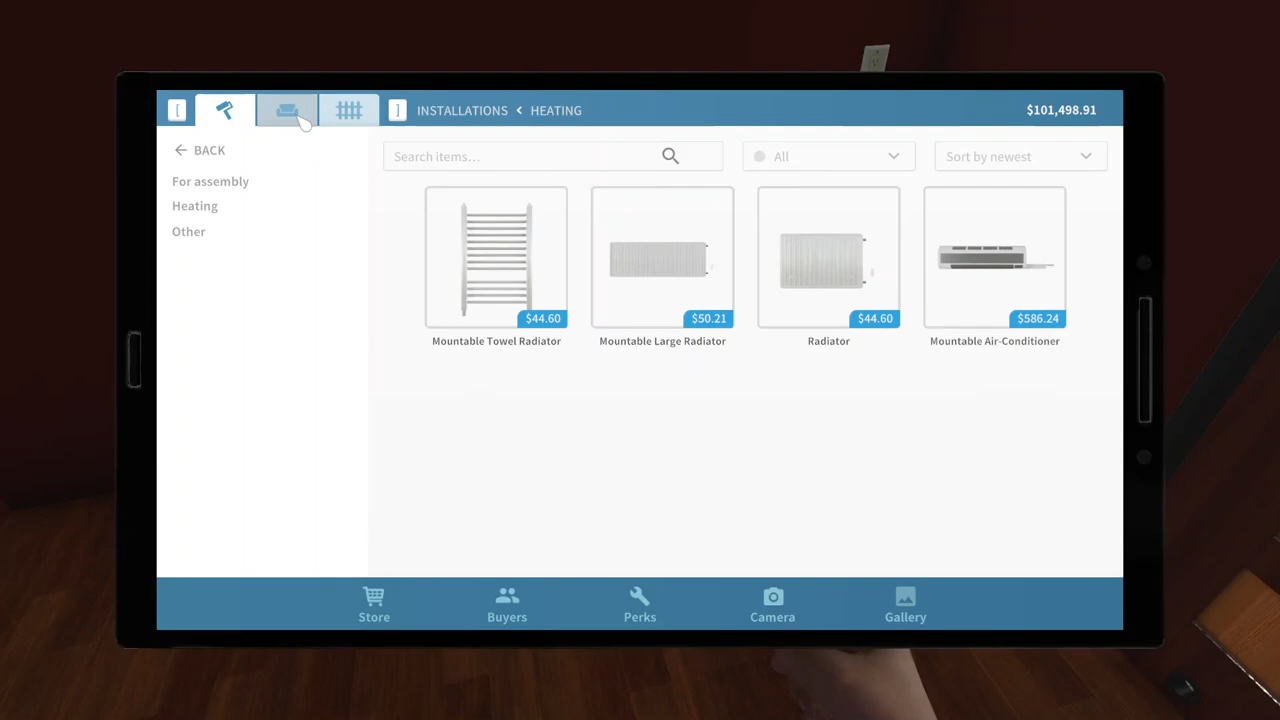 [ ] INSTALLATIONS < HEATING $101,498.91
BACK
For assembly
Heating
Other
Search items...
All
Sort by newest
$44.60
$50.21
$44.60
$586.24
Mountable Towel Radiator
Mountable Large Radiator
Radiator
Mountable Air-Conditioner
Store
Buyers
Perks
Camera
Gallery